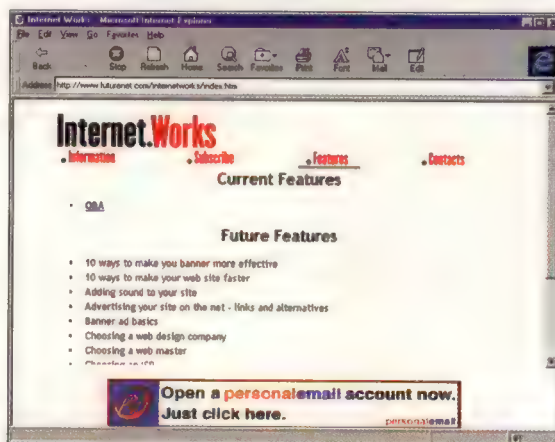 Internet Works - Microsoft Internet Explorer
File Edit View Go Favorites Help
Back Stop Refresh Home Search Favorites Print Font Mail Edit
Address http://www.futurenet.com/internetworks/index.htm
Internet.Works
Information Subscribe Features Contacts
Current Features
Q&A
Future Features
10 ways to make you banner more effective
10 ways to make your web site faster
Adding sound to your site
Advertising your site on the net - links and alternatives
Banner ad basics
Choosing a web design company
Choosing a web master
Choosing an ISP
Open a personalemail account now.
Just click here.
personalemail